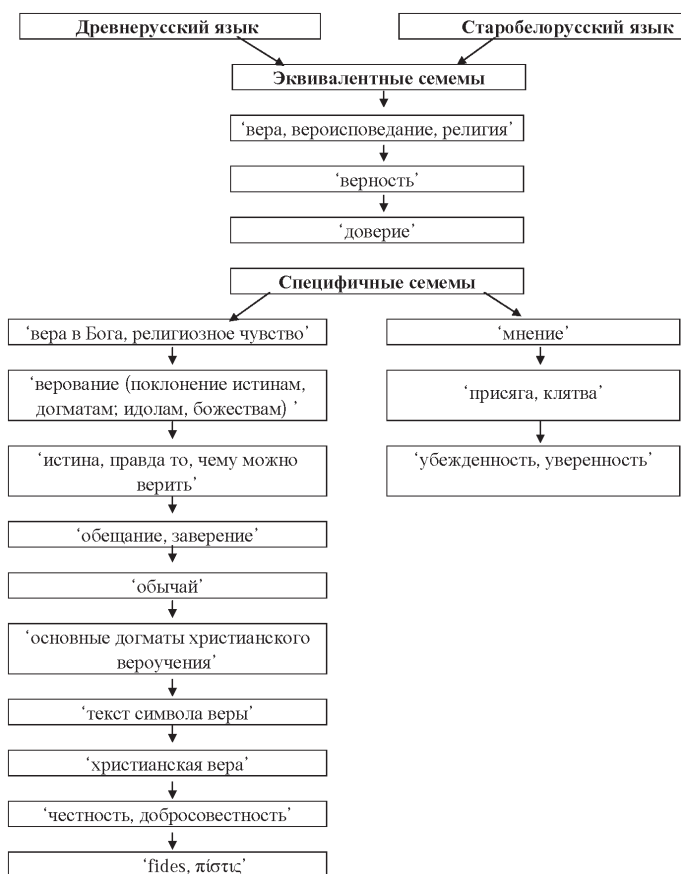 Древнерусский язык
Старобелорусский язык
Эквивалентные семемы
‘вера, вероисповедание, религия’
‘верность’
‘доверие’
Специфичные семемы
‘вера в Бога, религиозное чувство’
‘верование (поклонение истинам,
догматам; идолам, божествам) ’
‘истина, правда то, чему можно
верить’
‘обещание, заверение’
‘обычай’
‘основные догматы христианского
вероучения’
‘текст символа веры’
‘христианская вера’
‘честность, добросовестность’
‘fides, πίστις’
‘мнение’
‘присяга, клятва’
‘убежденность, уверенность’